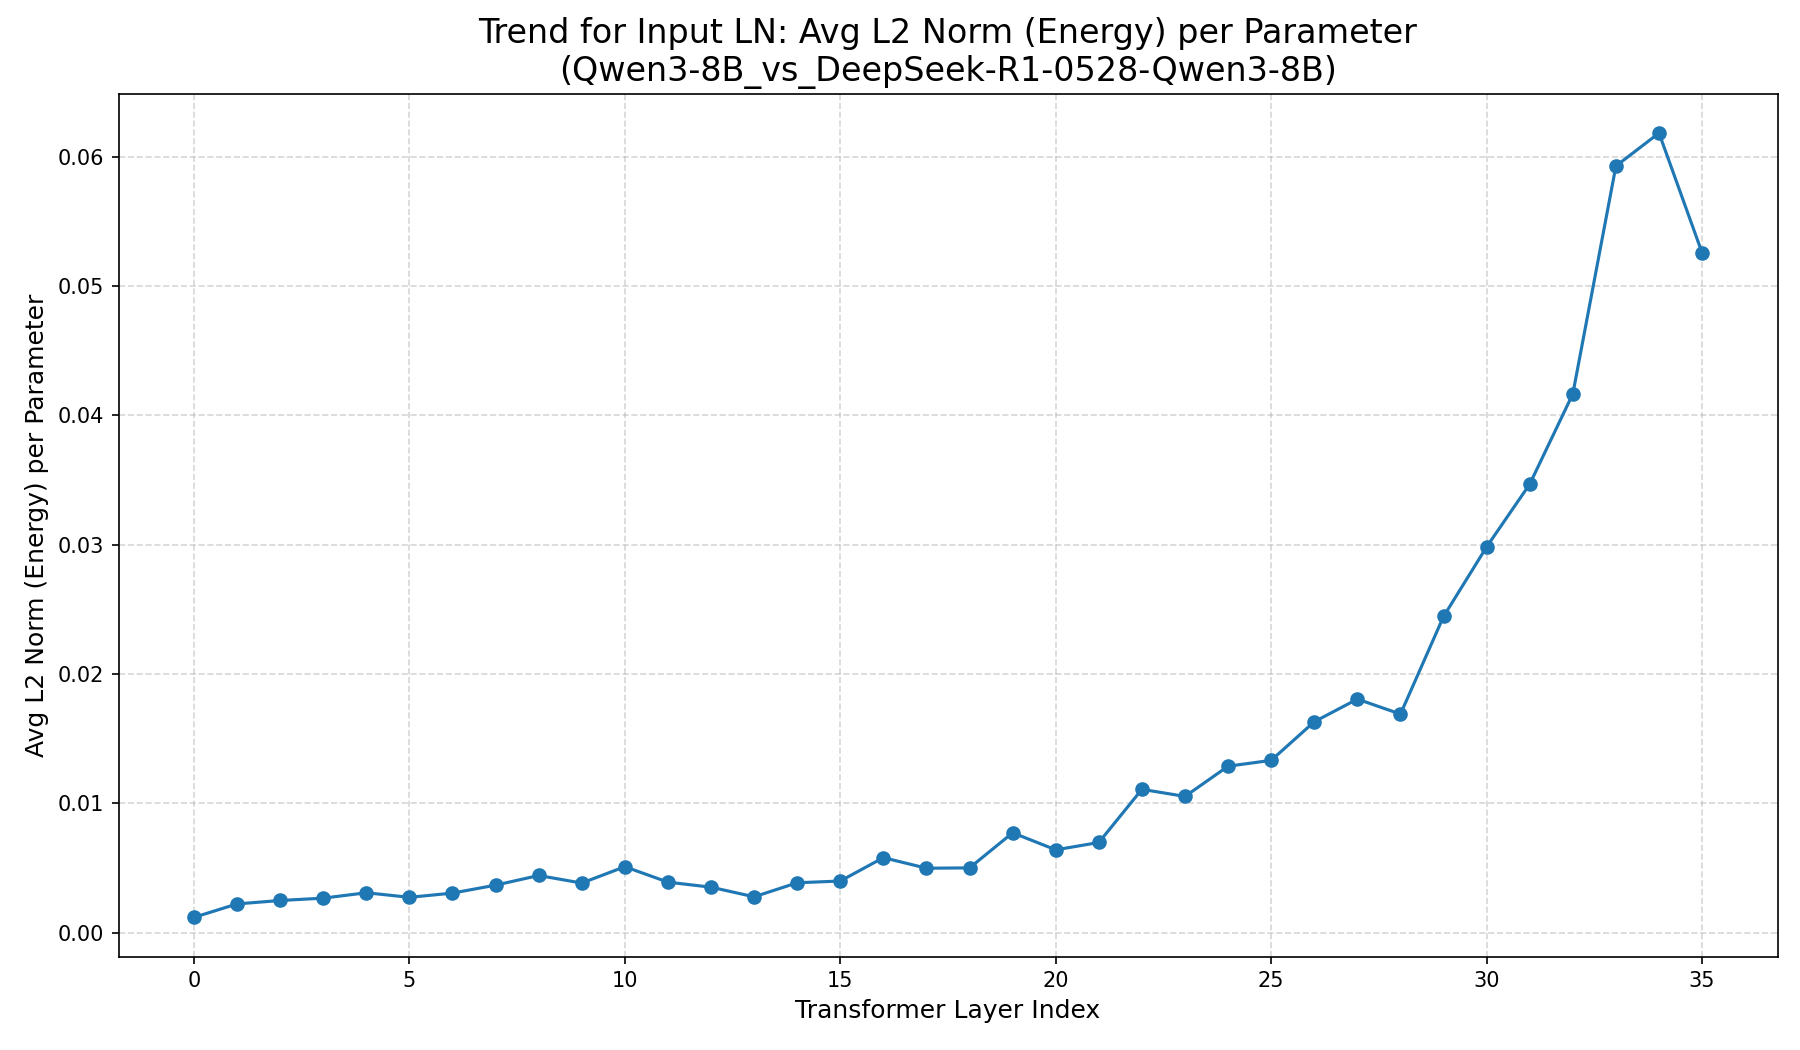 Trend for Input LN: Avg L2 Norm (Energy) per Parameter
(Qwen3-8B_vs_DeepSeek-R1-0528-Qwen3-8B)
Avg L2 Norm (Energy) per Parameter
0.06
0.05
0.04
0.03
0.02
0.01
0.00
0 5 10 15 20 25 30 35
Transformer Layer Index